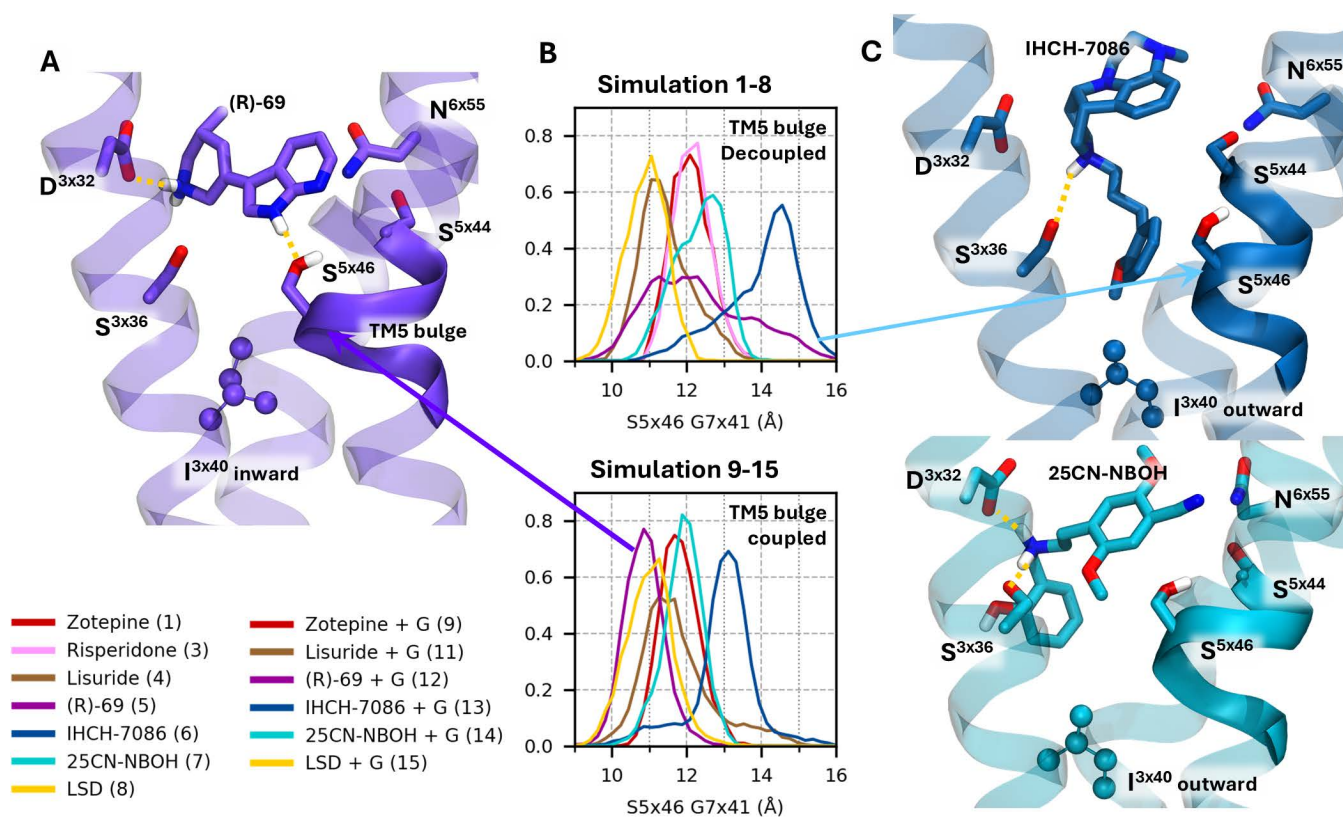 A
(R)-69
N6x55
D3x32
S5x44
S5x46
S3x36
TM5 bulge
I3x40 inward
B
Simulation 1-8
TM5 bulge
Decoupled
0.8
0.6
0.4
0.2
0.0
10 12 14 16
S5x46 G7x41 (Å)
Simulation 9-15
TM5 bulge
coupled
0.8
0.6
0.4
0.2
0.0
10 12 14 16
S5x46 G7x41 (Å)
C
IHCH-7086
N6x55
D3x32
S5x44
S3x36
S5x46
I3x40 outward
D3x32
25CN-NBOH
N6x55
S5x44
S3x36
S5x46
I3x40 outward
Zotepine (1)
Risperidone (3)
Lisuride (4)
(R)-69 (5)
IHCH-7086 (6)
25CN-NBOH (7)
LSD (8)
Zotepine + G (9)
Lisuride + G (11)
(R)-69 + G (12)
IHCH-7086 + G (13)
25CN-NBOH + G (14)
LSD + G (15)